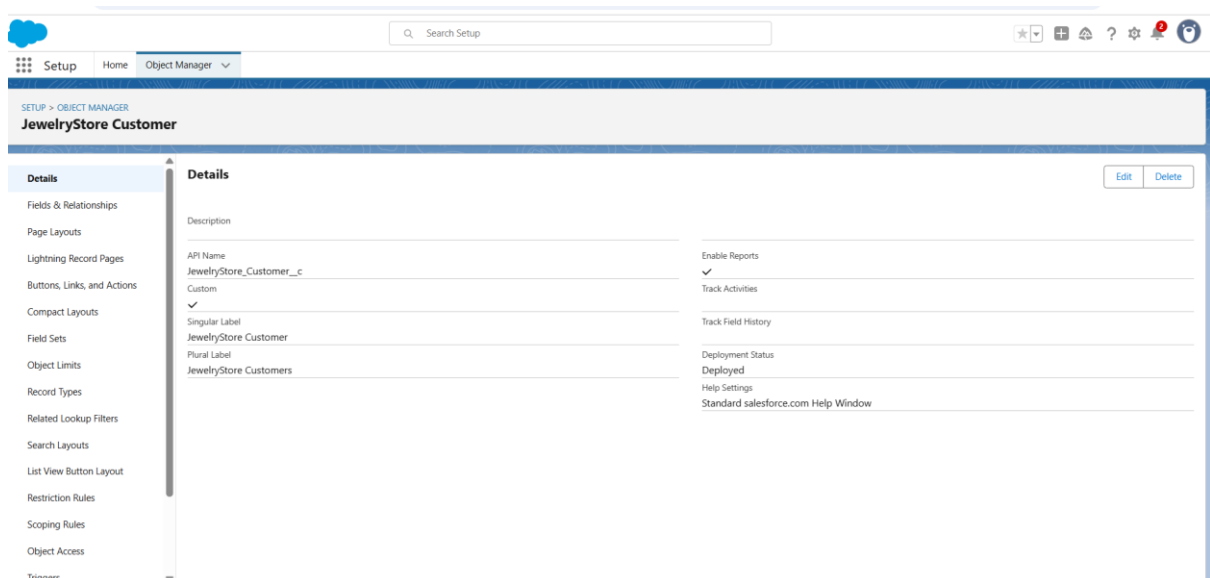 Search Setup
2
Setup
Home
Object Manager
SETUP > OBJECT MANAGER
JewelryStore Customer
Details
Fields & Relationships
Page Layouts
Lightning Record Pages
Buttons, Links, and Actions
Compact Layouts
Field Sets
Object Limits
Record Types
Related Lookup Filters
Search Layouts
List View Button Layout
Restriction Rules
Scoping Rules
Object Access
Triggers
Details
Edit
Delete
Description
API Name
JewelryStore_Customer__c
Custom
Singular Label
JewelryStore Customer
Plural Label
JewelryStore Customers
Enable Reports
Track Activities
Track Field History
Deployment Status
Deployed
Help Settings
Standard salesforce.com Help Window